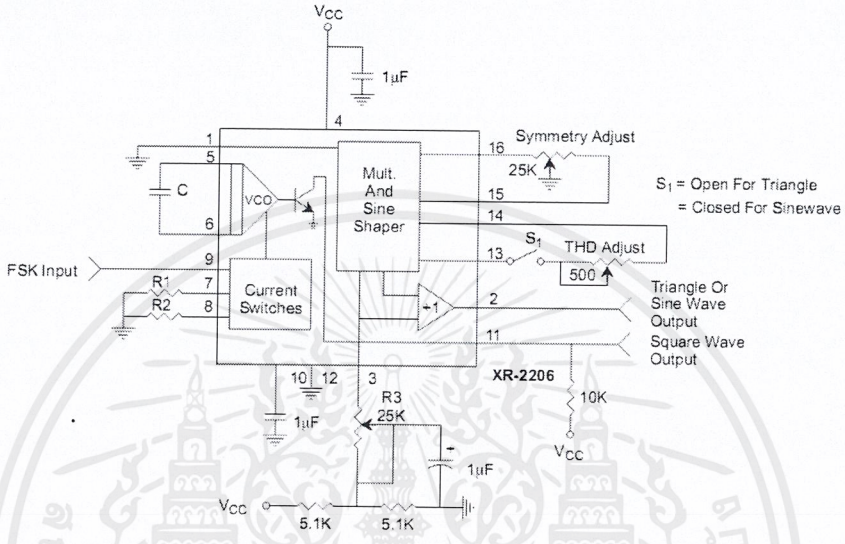 VCC
1μF
4
1
16
Symmetry Adjust
5
25K
C
VCO
Mult.
And
Sine
Shaper
15
S1 = Open For Triangle
= Closed For Sinewave
14
6
S1
THD Adjust
13
500
FSK Input
9
R1
7
R2
8
Current
Switches
+1
2
Triangle Or
Sine Wave
Output
11
Square Wave
Output
10
12
3
XR-2206
1μF
R3
25K
10K
VCC
+
1μF
VCC
5.1K
5.1K